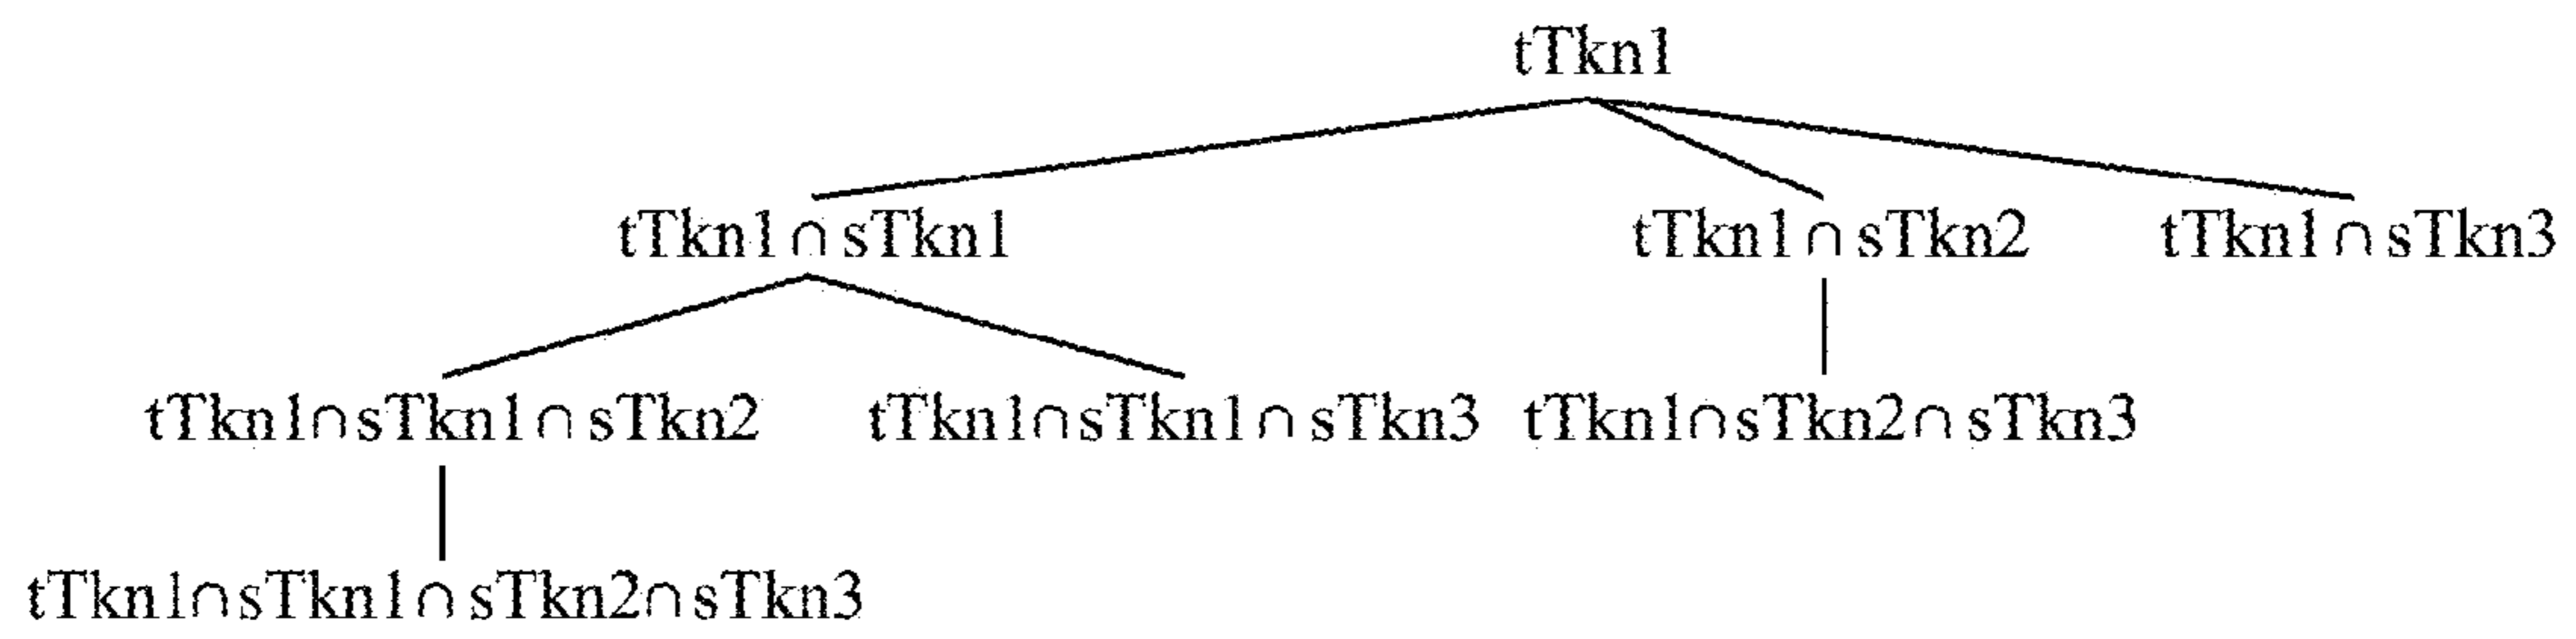 tTkn1
tTkn1∩sTkn1 tTkn1∩sTkn2 tTkn1∩sTkn3
tTkn1∩sTkn1∩sTkn2 tTkn1∩sTkn1∩sTkn3 tTkn1∩sTkn2∩sTkn3
tTkn1∩sTkn1∩sTkn2∩sTkn3